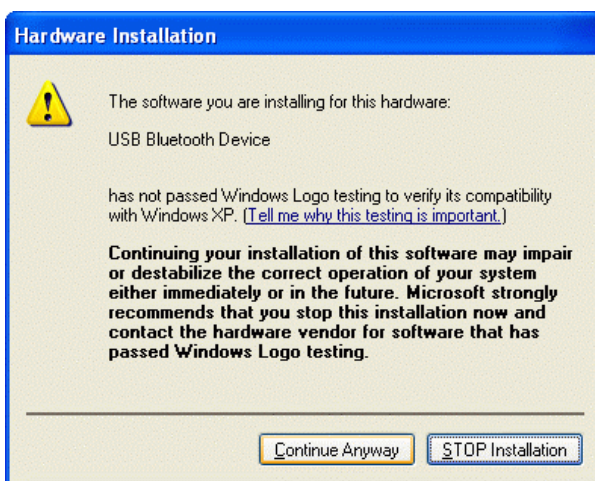 Hardware Installation
The software you are installing for this hardware:
USB Bluetooth Device
has not passed Windows Logo testing to verify its compatibility
with Windows XP. (Tell me why this testing is important.)
Continuing your installation of this software may impair
or destabilize the correct operation of your system
either immediately or in the future. Microsoft strongly
recommends that you stop this installation now and
contact the hardware vendor for software that has
passed Windows Logo testing.
Continue Anyway
STOP Installation